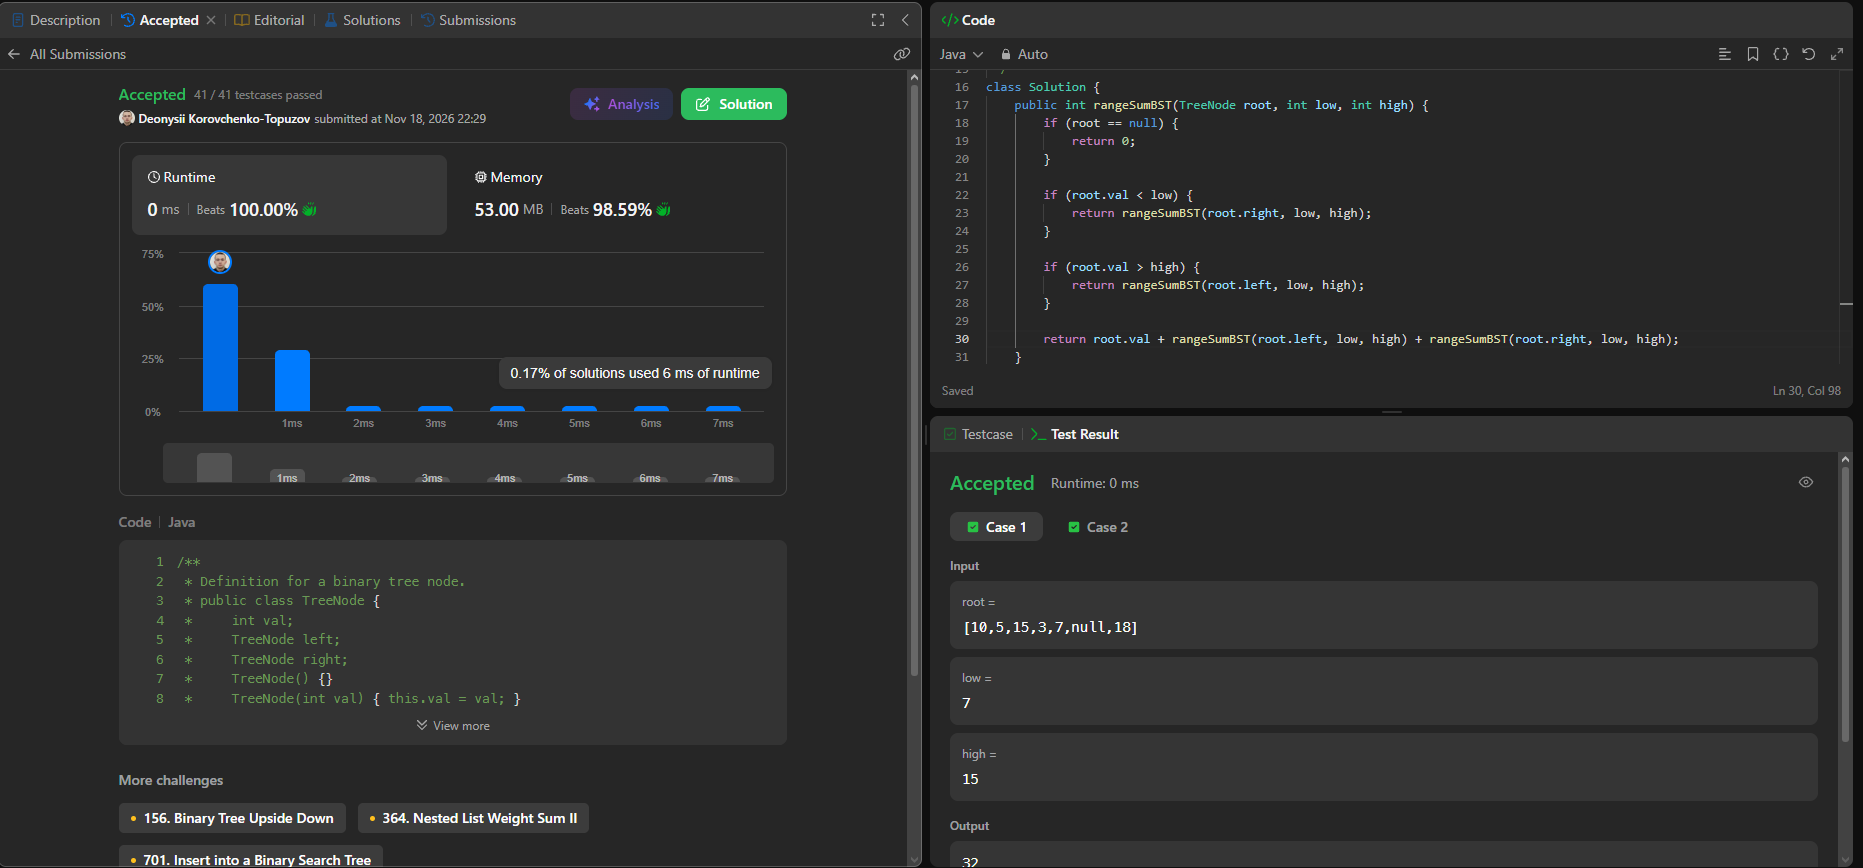 Description
Accepted
Editorial
Solutions
Submissions
All Submissions
Accepted 41 / 41 testcases passed
Deonysii Korovchenko-Topuzov submitted at Nov 18, 2026 22:29
Analysis
Solution
Runtime
0 ms Beats 100.00%
Memory
53.00 MB Beats 98.59%
75%
50%
25%
0%
0.17% of solutions used 6 ms of runtime
1ms 2ms 3ms 4ms 5ms 6ms 7ms
1ms 2ms 3ms 4ms 5ms 6ms 7ms
Code Java
1 /**
2 * Definition for a binary tree node.
3 * public class TreeNode {
4 *     int val;
5 *     TreeNode left;
6 *     TreeNode right;
7 *     TreeNode() {}
8 *     TreeNode(int val) { this.val = val; }
View more
More challenges
156. Binary Tree Upside Down
364. Nested List Weight Sum II
701. Insert into a Binary Search Tree
</> Code
Java Auto
15 */
16 class Solution {
17     public int rangeSumBST(TreeNode root, int low, int high) {
18         if (root == null) {
19             return 0;
20         }
21
22         if (root.val < low) {
23             return rangeSumBST(root.right, low, high);
24         }
25
26         if (root.val > high) {
27             return rangeSumBST(root.left, low, high);
28         }
29
30         return root.val + rangeSumBST(root.left, low, high) + rangeSumBST(root.right, low, high);
31     }
Saved
Ln 30, Col 98
Testcase
Test Result
Accepted Runtime: 0 ms
Case 1
Case 2
Input
root =
[10,5,15,3,7,null,18]
low =
7
high =
15
Output
32